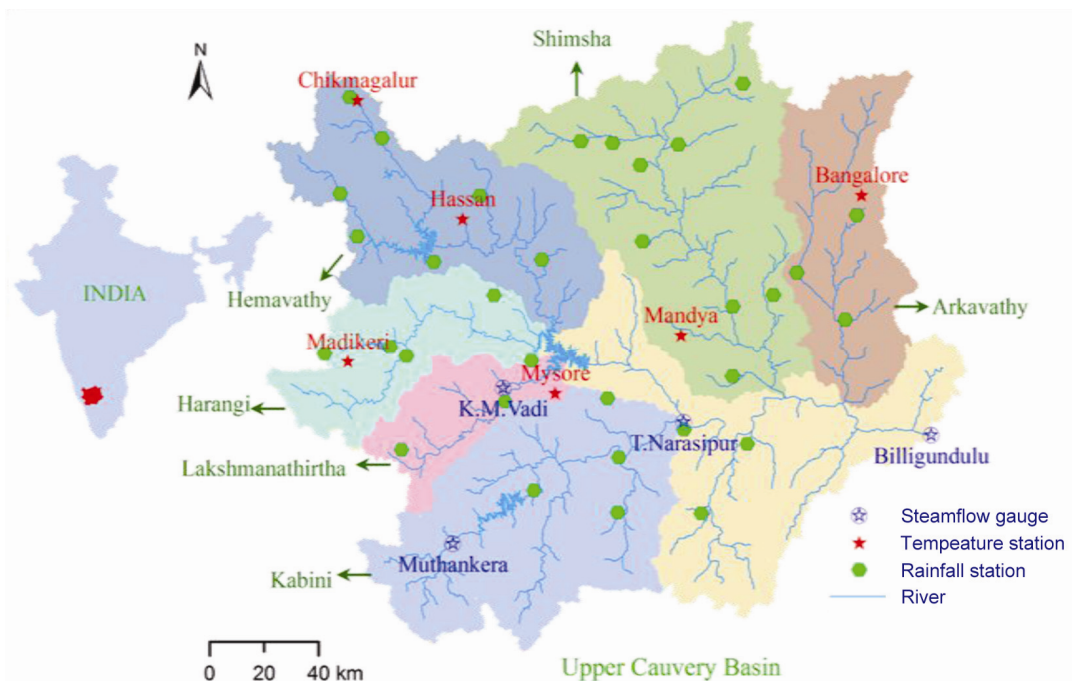 Shimsha
N
Chikmagalur
Bangalore
Hassan
INDIA
Hemavathy
Arkavathy
Mandya
Madikeri
Mysore
Harangi
K.M.Vadi
T.Narasipur
Billigundulu
Lakshmanathirtha
Steamflow gauge
Tempeature station
Muthankera
Rainfall station
Kabini
River
0 20 40 km
Upper Cauvery Basin